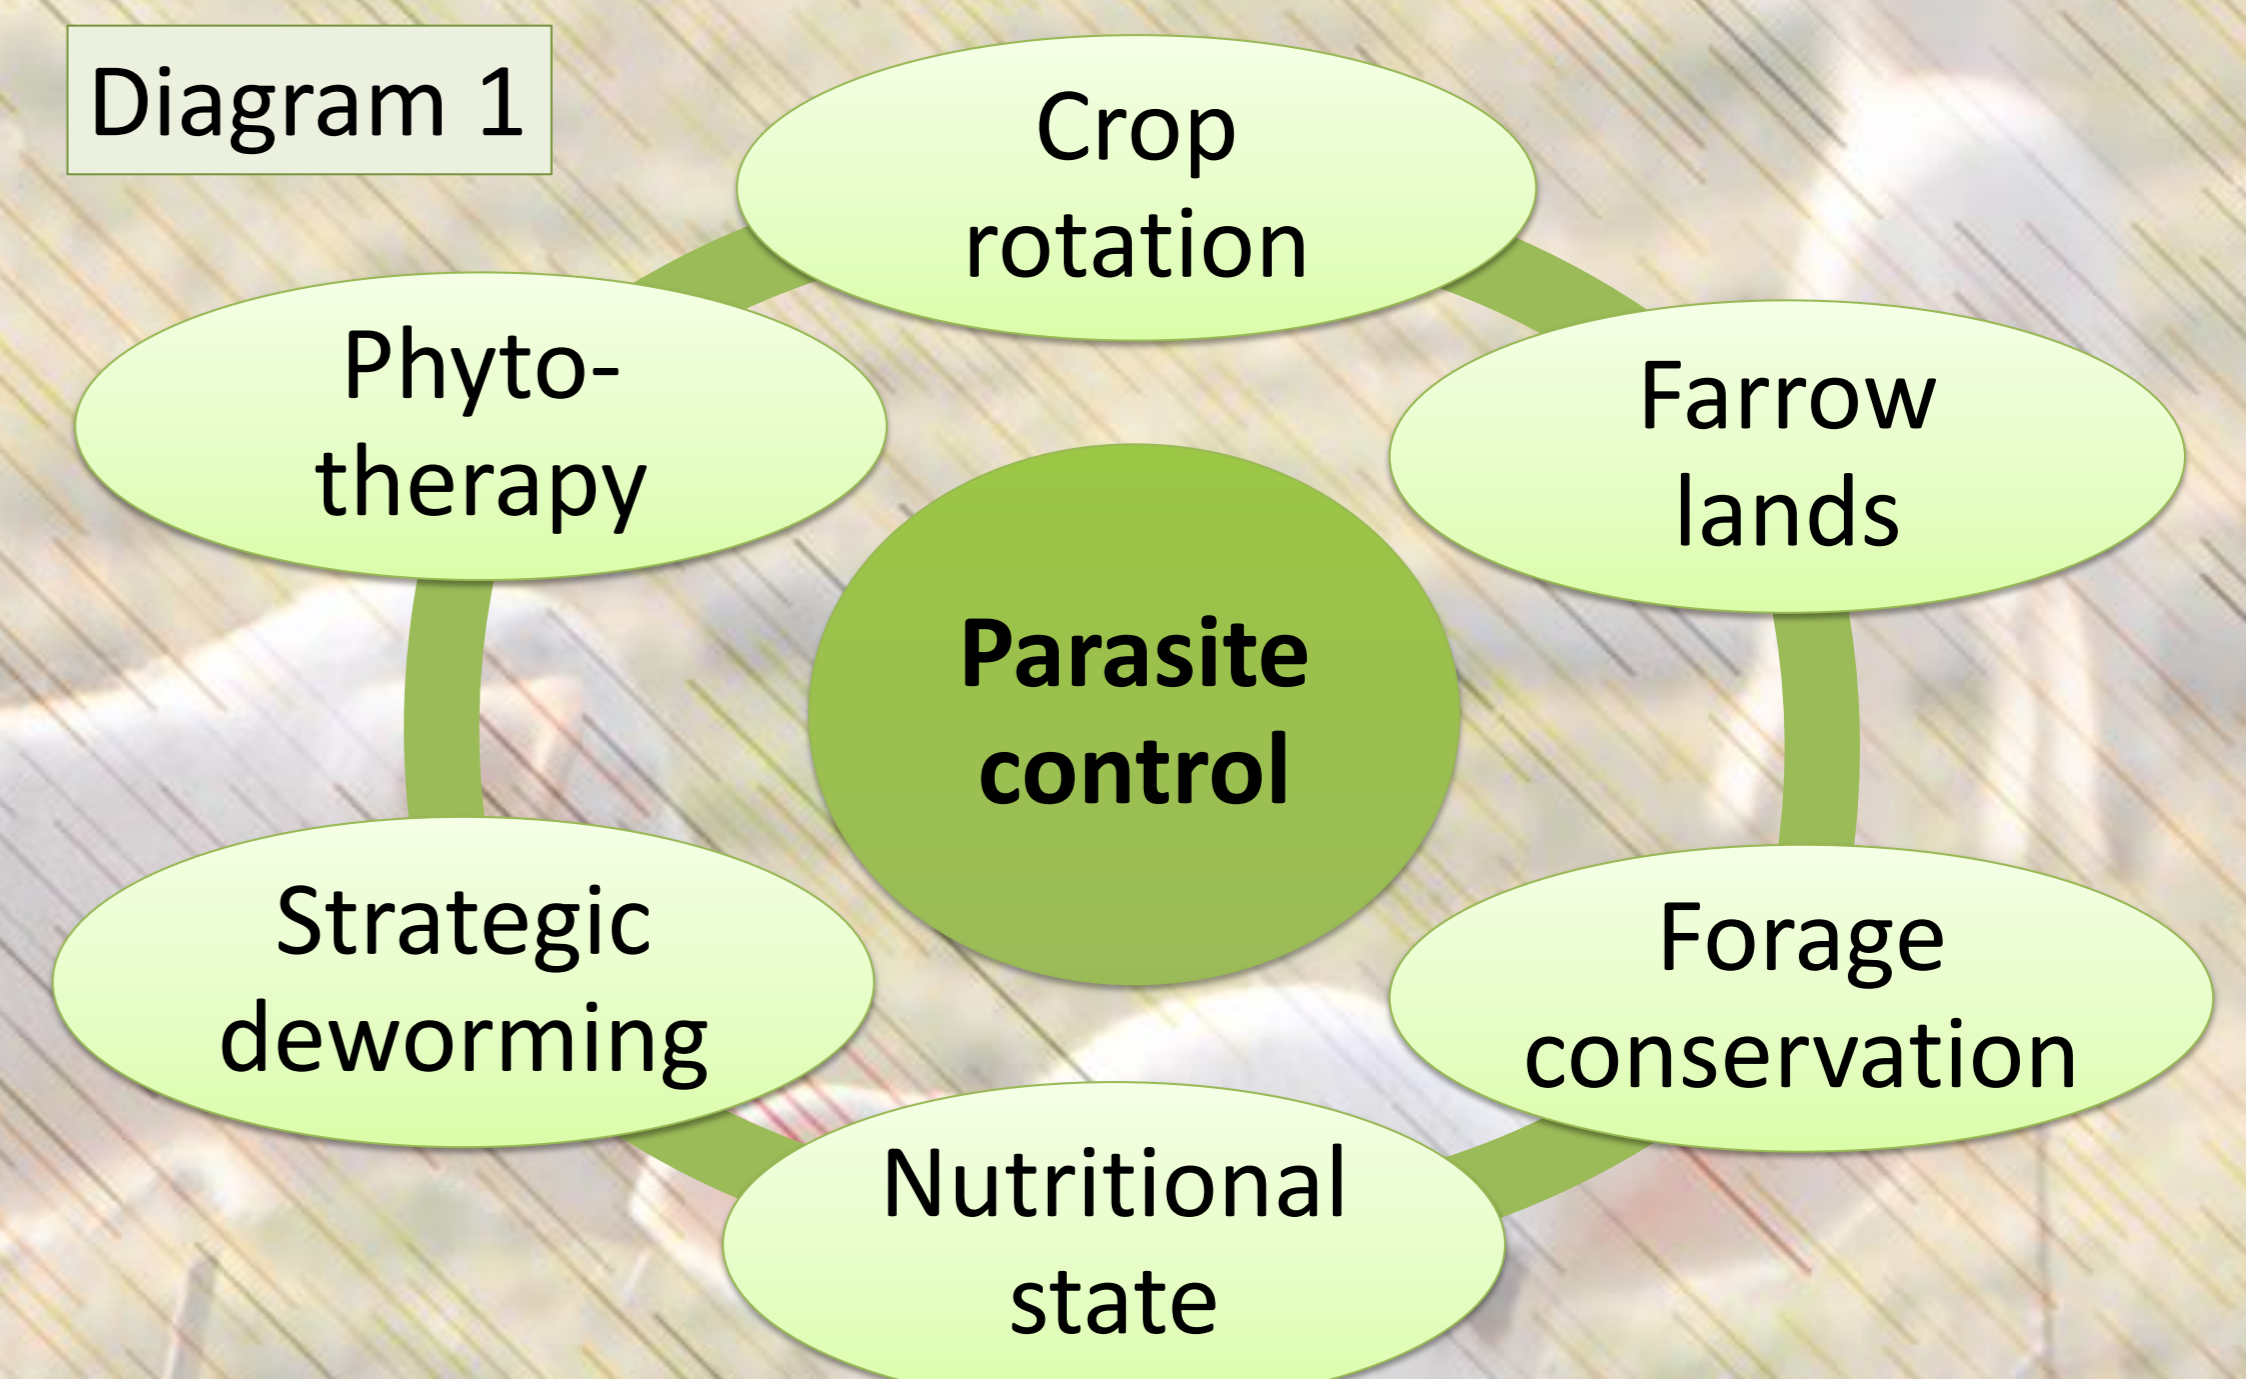 Diagram 1
Crop
rotation
Farrow
lands
Forage
conservation
Nutritional
state
Strategic
deworming
Phyto-
therapy
Parasite
control